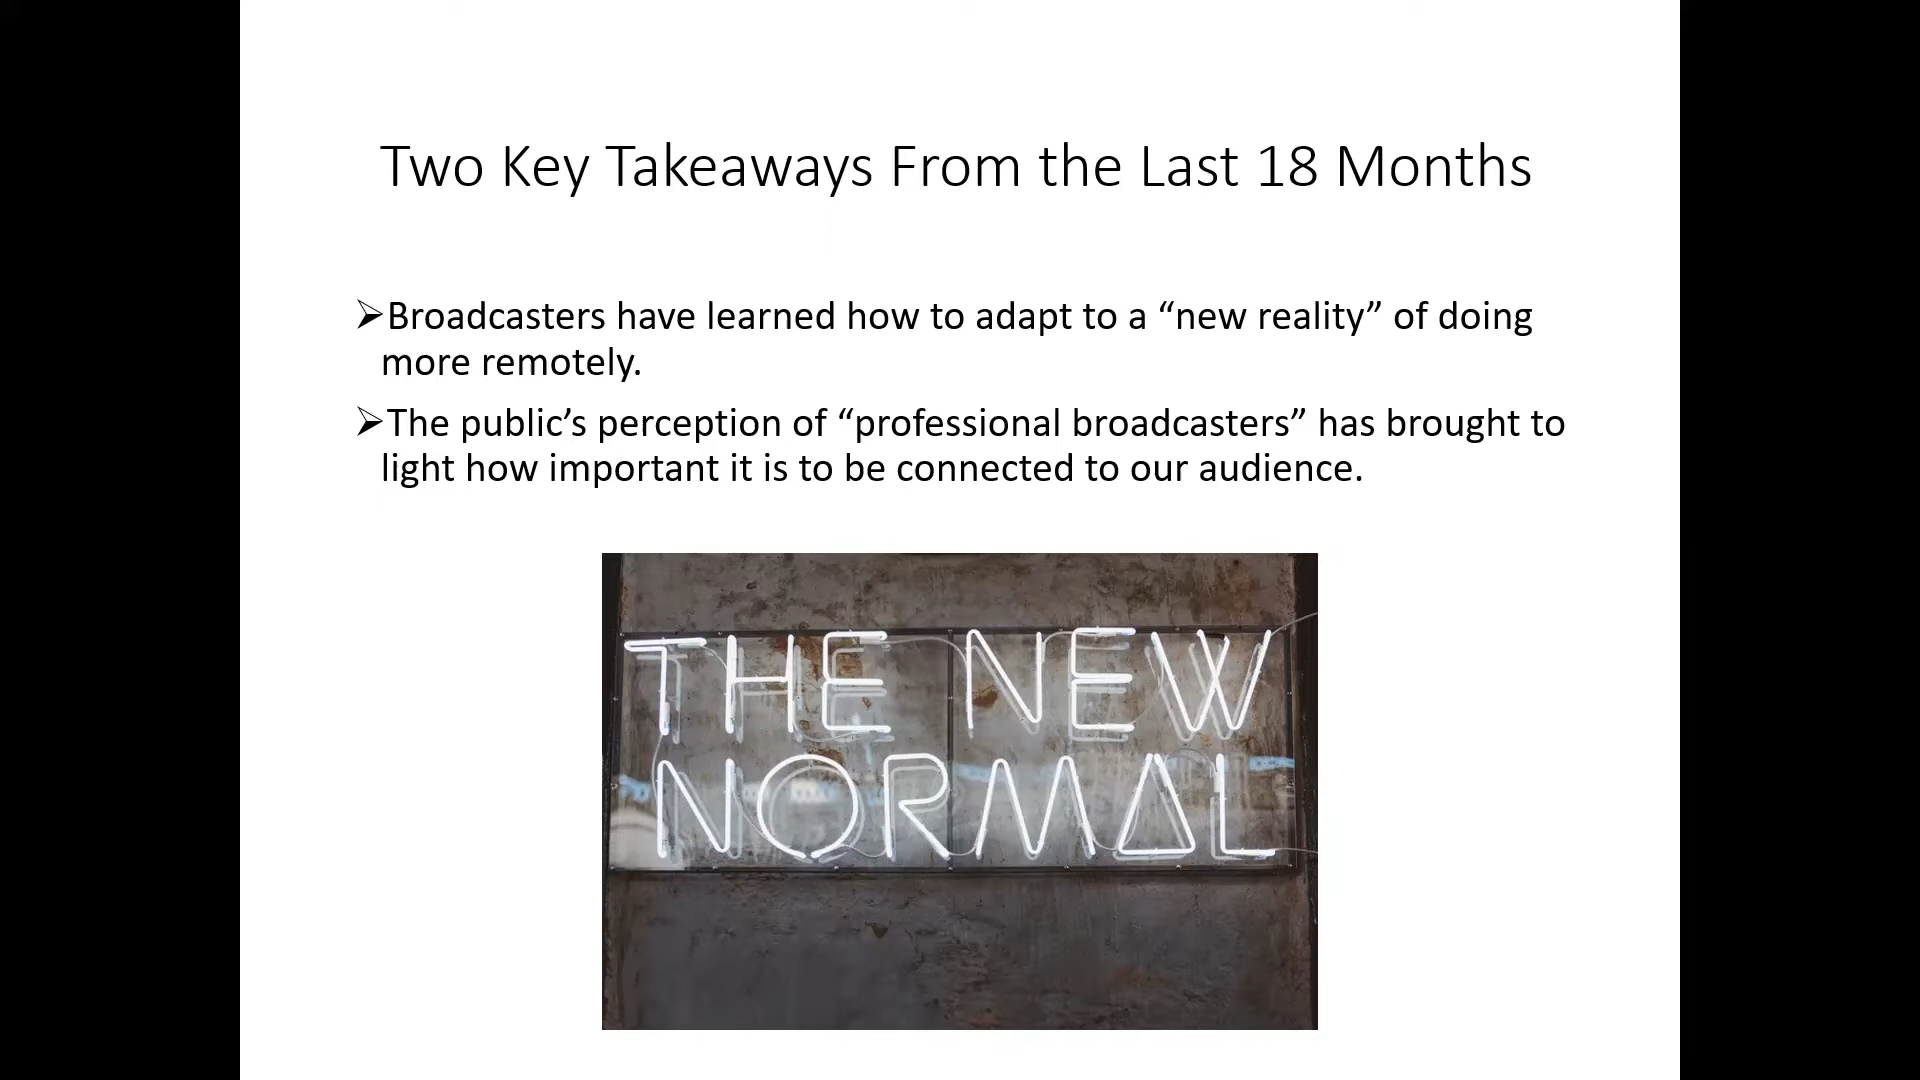 Two Key Takeaways From the Last 18 Months
➢Broadcasters have learned how to adapt to a “new reality” of doing
more remotely.
➢The public’s perception of “professional broadcasters” has brought to
light how important it is to be connected to our audience.
THE NEW
NORMAL